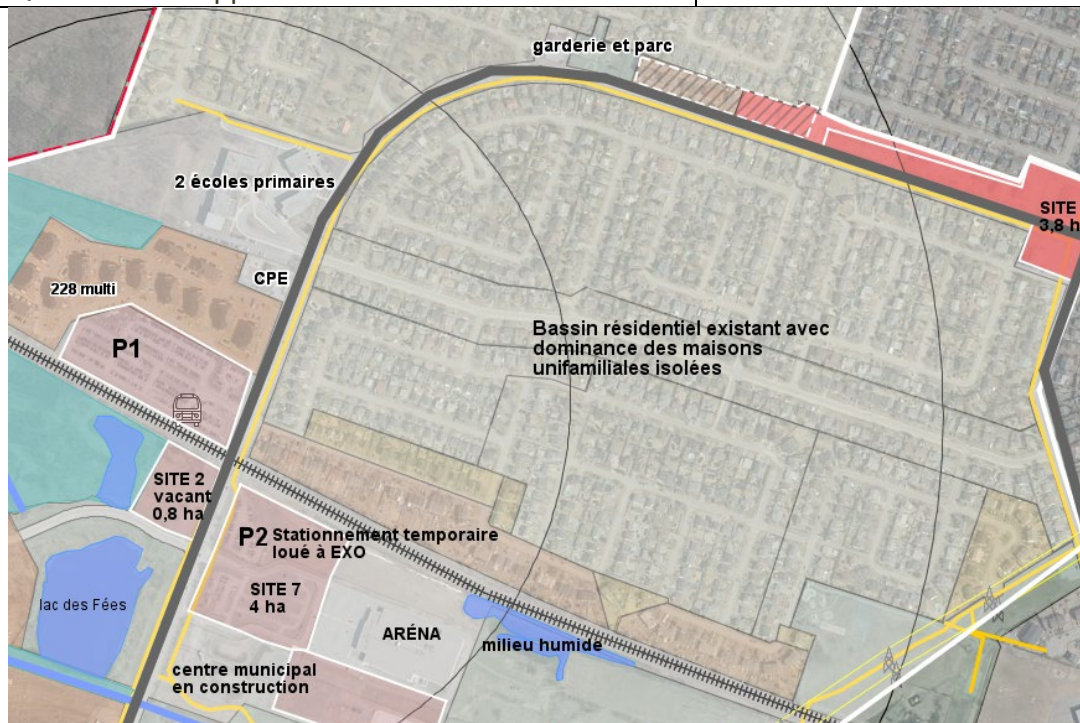 garderie et parc
2 écoles primaires
SITE
3,8 h
CPE
228 multi
P1
Bassin résidentiel existant avec
dominance des maisons
unifamiliales isolées
SITE 2
vacant
0,8 ha
P2 Stationnement temporaire
loué à EXO
SITE 7
4 ha
lac des Fées
ARÉNA
milieu humide
centre municipal
en construction